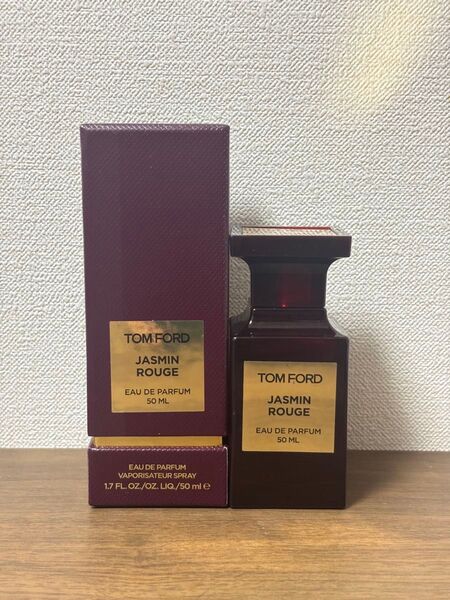 TOM FORD
JASMIN
ROUGE
EAU DE PARFUM
50 ML
EAU DE PARFUM
VAPORISATEUR SPRAY
1.7 FL. OZ./OZ. LIQ./50 ml ℮
TOM FORD
JASMIN
ROUGE
EAU DE PARFUM
50 ML